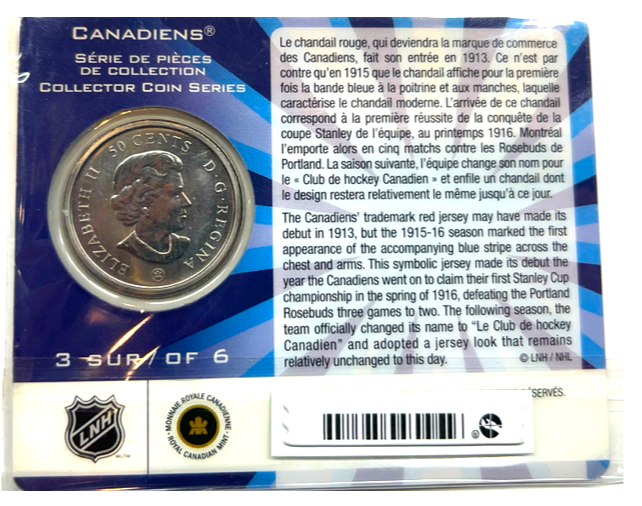 CANADIENS®
SÉRIE DE PIÈCES
DE COLLECTION
COLLECTOR COIN SERIES
ELIZABETH II 50 CENTS D·G·REGINA
3 SUR/OF 6
Le chandail rouge, qui deviendra la marque de commerce
des Canadiens, fait son entrée en 1913. Ce n'est par
contre qu'en 1915 que le chandail affiche pour la première
fois la bande bleue à la poitrine et aux manches, laquelle
caractérise le chandail moderne. L'arrivée de ce chandail
correspond à la première réussite de la conquête de la
coupe Stanley de l'équipe, au printemps 1916. Montréal
l'emporte alors en cinq matchs contre les Rosebuds de
Portland. La saison suivante, l'équipe change son nom pour
le « Club de hockey Canadien » et enfile un chandail dont
le design restera relativement le même jusqu'à ce jour.
The Canadiens' trademark red jersey may have made its
debut in 1913, but the 1915-16 season marked the first
appearance of the accompanying blue stripe across the
chest and arms. This symbolic jersey made its debut the
year the Canadiens went on to claim their first Stanley Cup
championship in the spring of 1916, defeating the Portland
Rosebuds three games to two. The following season, the
team officially changed its name to "Le Club de hockey
Canadien" and adopted a jersey look that remains
relatively unchanged to this day.
© LNH / NHL
LNH
MONNAIE ROYALE CANADIENNE
ROYAL CANADIAN MINT